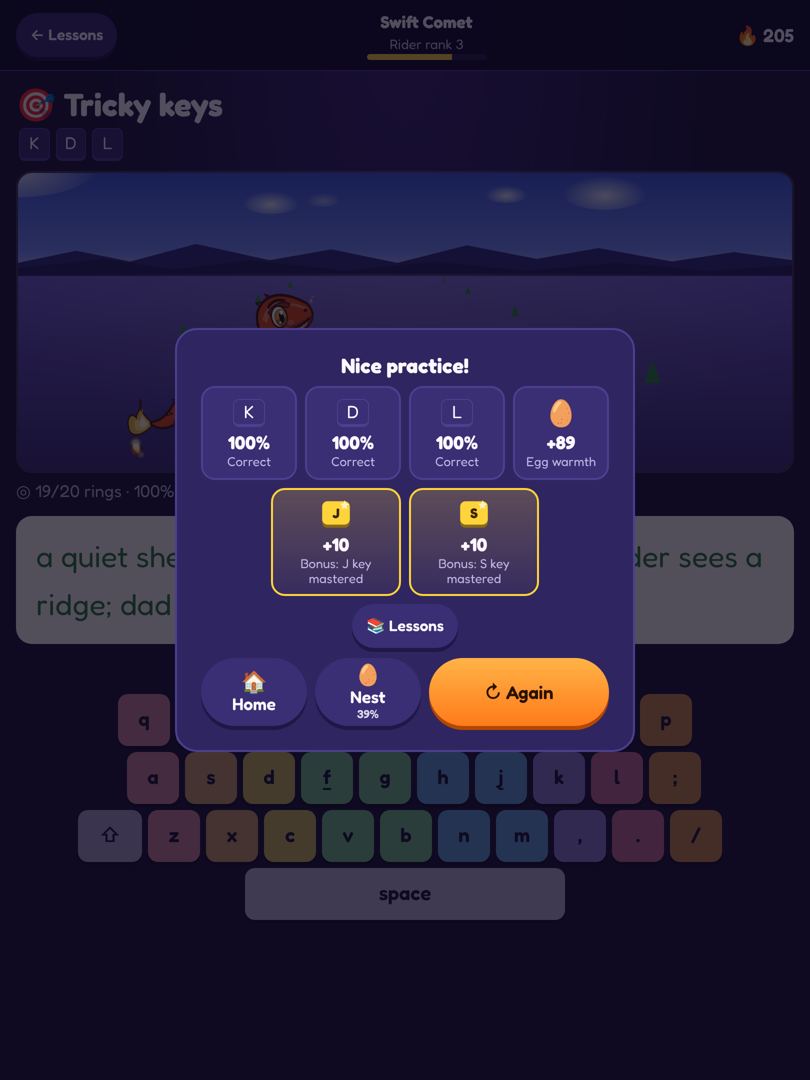 ← Lessons
Swift Comet
Rider rank 3
🔥 205
🎯 Tricky keys
K D L
Nice practice!
K D L
100% 100% 100% +89
Correct Correct Correct Egg warmth
J S
+10 +10
Bonus: J key mastered
Bonus: S key mastered
◎ 19/20 rings · 100%
a quiet she
der sees a
ridge; dad
📚 Lessons
🏠 Home
Nest
39%
↻ Again
q p
a s d f g h j k l ;
⇧ z x c v b n m , . /
space